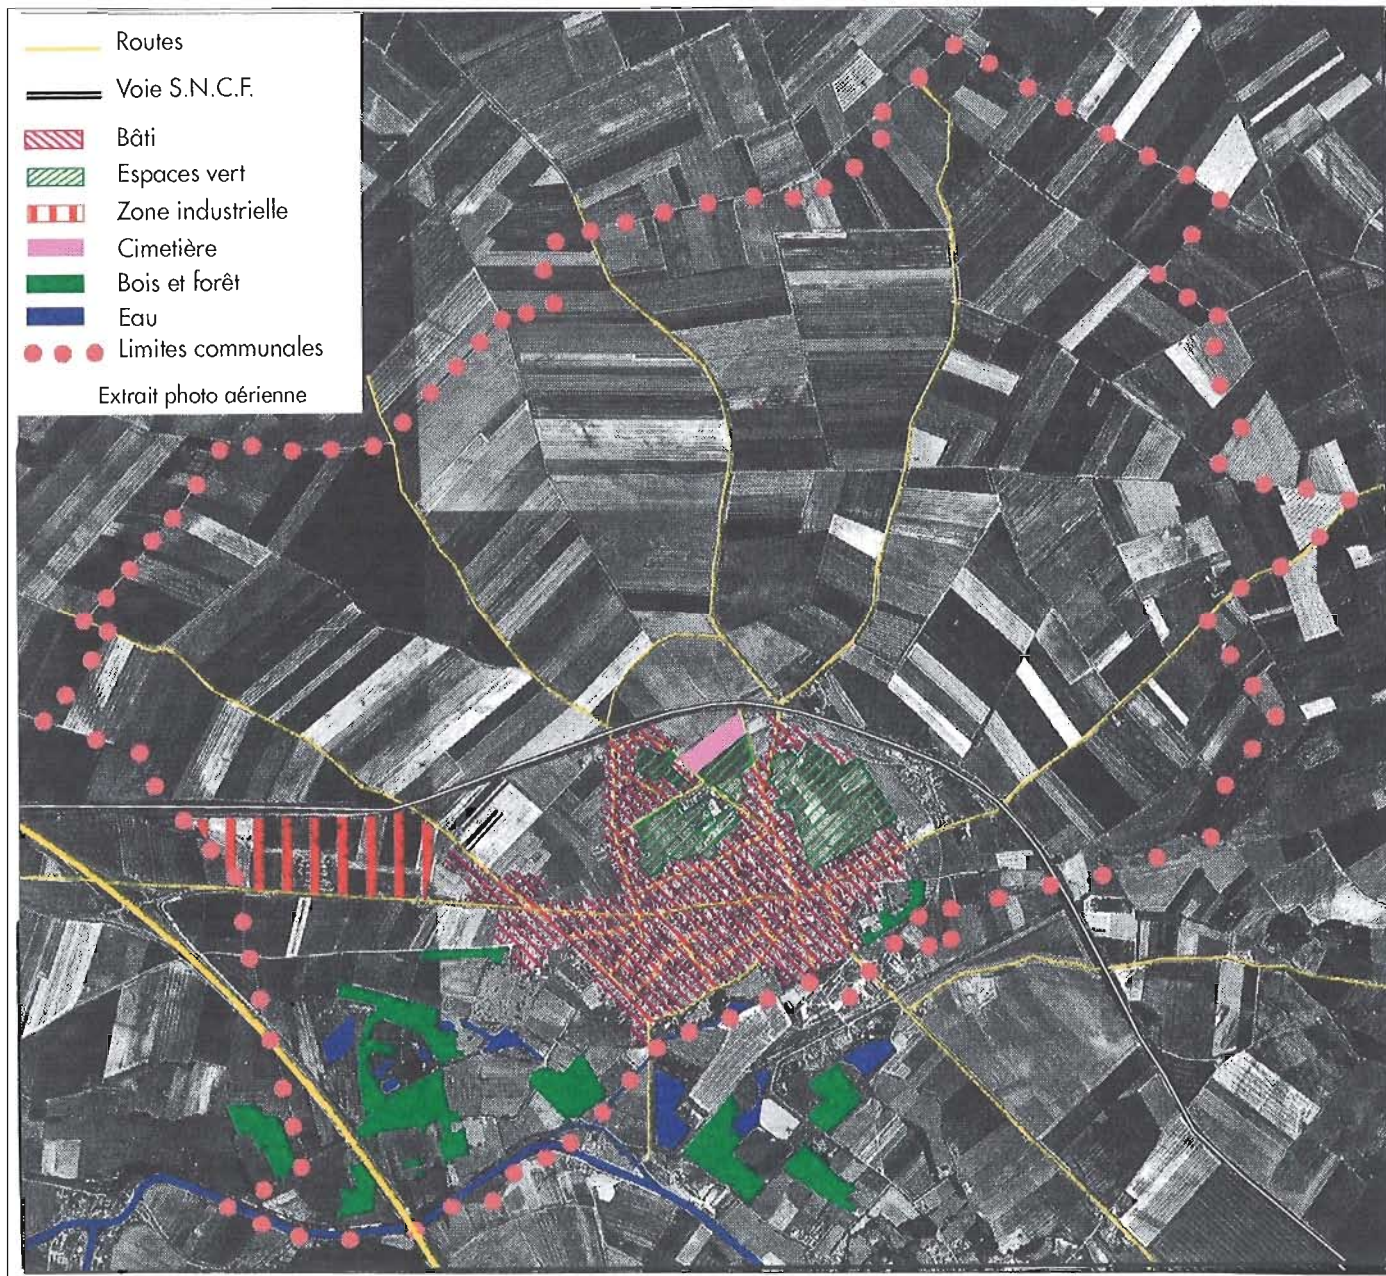 Routes
Voie S.N.C.F.
Bâti
Espaces vert
Zone industrielle
Cimetière
Bois et forêt
Eau
Limites communales
Extrait photo aérienne